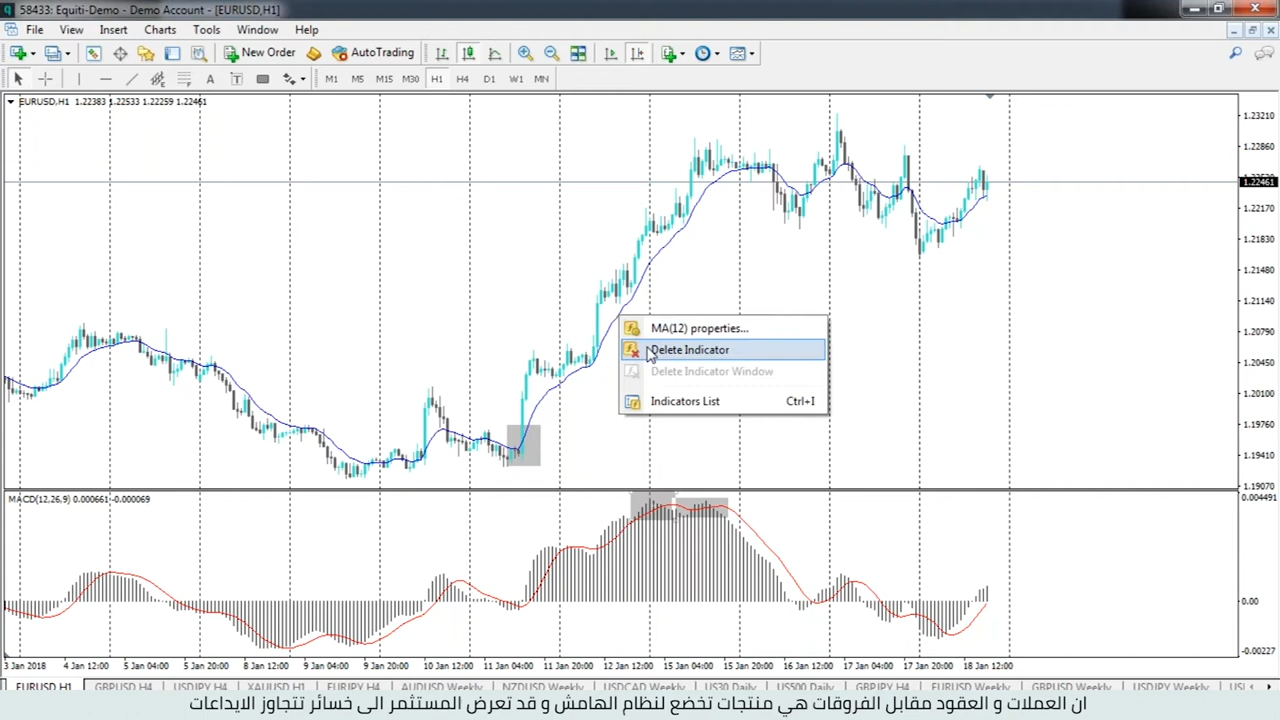 58433: Equiti-Demo - Demo Account - [EURUSD,H1]
File View Insert Charts Tools Window Help
New Order AutoTrading
A T M1 M5 M15 M30 H1 H4 D1 W1 MN
EURUSD,H1 1.22383 1.22533 1.22259 1.22461
1.23210
1.22860
1.22461
1.22170
1.21830
1.21480
1.21140
1.20790
1.20450
1.20100
1.19760
1.19410
1.19070
MA(12) properties...
Delete Indicator
Delete Indicator Window
Indicators List Ctrl+I
MACD(12,26,9) 0.000661 -0.000069
0.004491
0.00
-0.00227
3 Jan 2018 4 Jan 12:00 5 Jan 04:00 5 Jan 20:00 8 Jan 12:00 9 Jan 04:00 9 Jan 20:00 10 Jan 12:00 11 Jan 04:00 11 Jan 20:00 12 Jan 12:00 15 Jan 04:00 15 Jan 20:00 16 Jan 12:00 17 Jan 04:00 17 Jan 20:00 18 Jan 12:00
EURUSD,H1 GBPUSD,H4 USDJPY,H4 XAUUSD,H1 EURJPY,H4 AUDUSD,Weekly NZDUSD,Weekly USDCAD,Weekly US30,Daily US500,Daily GBPJPY,H4 EURUSD,Weekly GBPUSD,Weekly USDJPY,Weekly
ان العملات و العقود مقابل الفروقات هي منتجات تخضع لنظام الهامش و قد تعرض المستثمر الى خسائر تتجاوز الايداعات